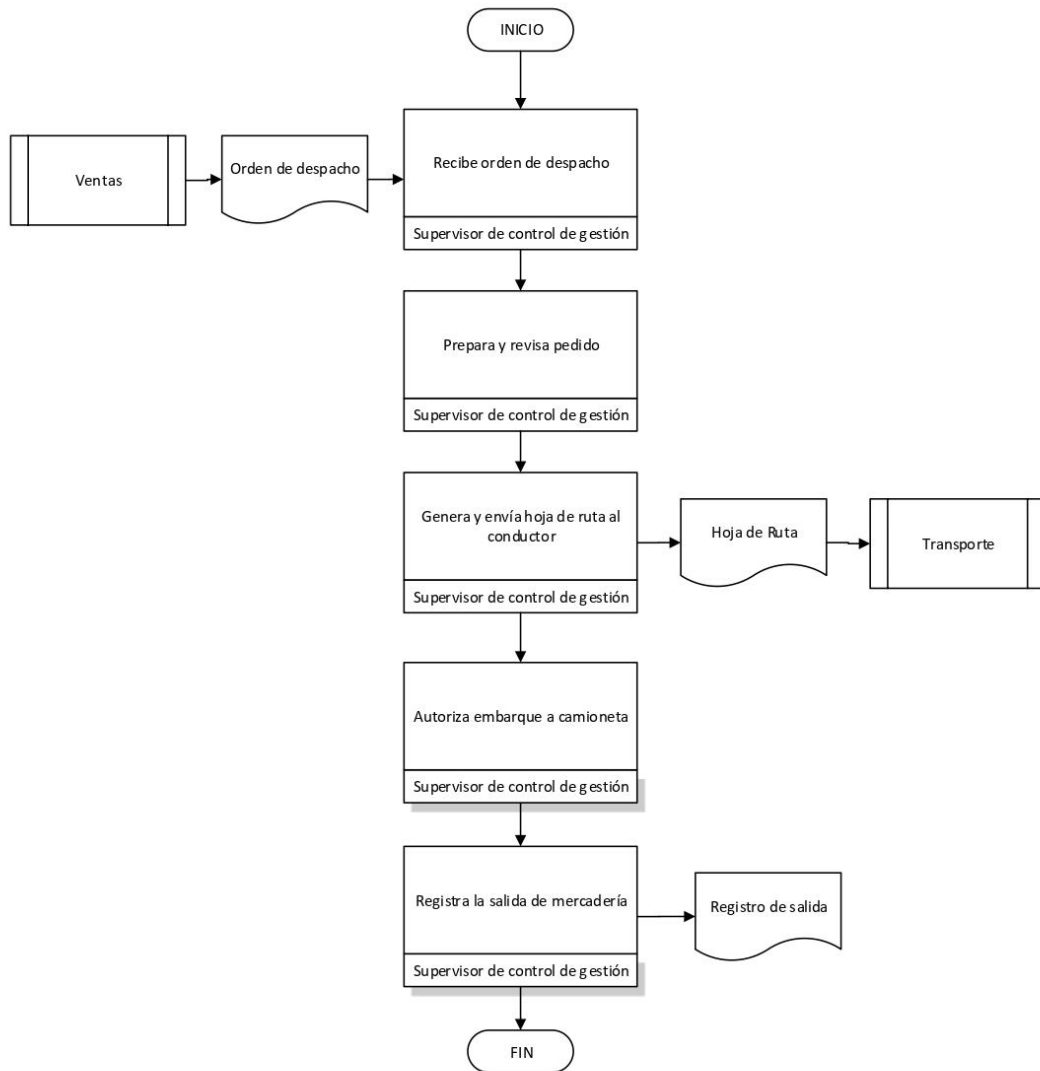 INICIO
Ventas
Orden de despacho
Recibe orden de despacho
Supervisor de control de gestión
Prepara y revisa pedido
Supervisor de control de gestión
Genera y envía hoja de ruta al
conductor
Supervisor de control de gestión
Hoja de Ruta
Transporte
Autoriza embarque a camioneta
Supervisor de control de gestión
Registra la salida de mercadería
Supervisor de control de gestión
Registro de salida
FIN